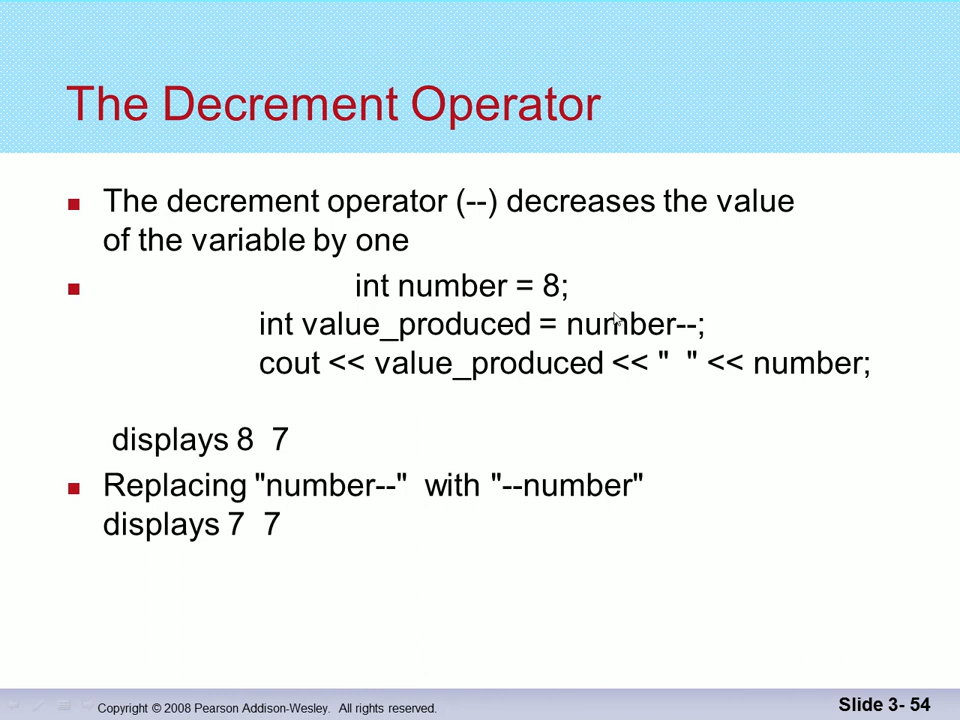 The Decrement Operator
The decrement operator (--) decreases the value
of the variable by one
int number = 8;
int value_produced = number--;
cout << value_produced << "  " << number;
displays 8  7
Replacing "number--"  with "--number"
displays 7  7
Copyright © 2008 Pearson Addison-Wesley.  All rights reserved.
Slide 3- 54